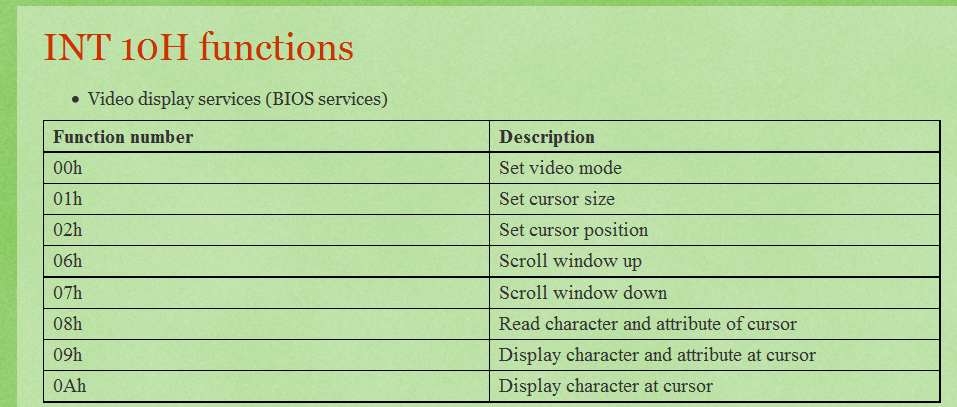 INT 10H functions
• Video display services (BIOS services)
Function number Description
00h Set video mode
01h Set cursor size
02h Set cursor position
06h Scroll window up
07h Scroll window down
08h Read character and attribute of cursor
09h Display character and attribute at cursor
0Ah Display character at cursor